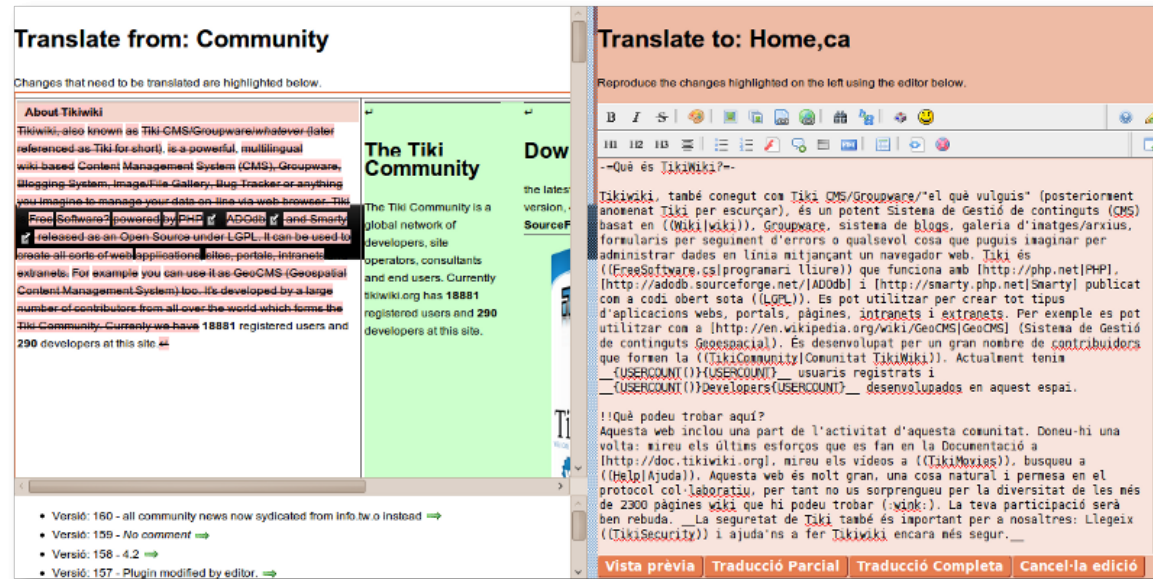 Translate from: Community
Changes that need to be translated are highlighted below.
About Tikiwiki
Tikiwiki, also known as Tiki CMS/Groupware/whatever (later
referenced as Tiki for short), is a powerful, multilingual
wiki based Content Management System (CMS), Groupware,
Blogging System, Image/File Gallery, Bug Tracker or anything
you imagine to manage your data on-line via web browser. Tiki
Free Software? powered by PHP ADOdb and Smarty
released as an Open Source under LGPL. It can be used to
create all sorts of web applications, sites, portals, intranets
extranets. For example you can use it as GeoCMS (Geospatial
Content Management System) too. It's developed by a large
number of contributors from all over the world which forms the
Tiki Community. Currenly we have 18881 registered users and
290 developers at this site.
The Tiki
Community
The Tiki Community is a
global network of
developers, site
operators, consultants
and end users. Currently
tikiwiki.org has 18881
registered users and 290
developers at this site.
Dow
the lates
version,
SourceF
Ti
Versió: 160 - all community news now sydicated from info.tw.o instead
Versió: 159 - No comment
Versió: 158 - 4.2
Versió: 157 - Plugin modified by editor.
Translate to: Home,ca
Reproduce the changes highlighted on the left using the editor below.
B I S
H1 H2 H3
-=Què és TikiWiki?=-
Tikiwiki, també conegut com Tiki CMS/Groupware/"el què vulguis" (posteriorment
anomenat Tiki per escurçar), és un potent Sistema de Gestió de continguts (CMS)
basat en ((Wiki|wiki)), Groupware, sistema de blogs, galeria d'imatges/arxius,
formularis per seguiment d'errors o qualsevol cosa que puguis imaginar per
administrar dades en línia mitjançant un navegador web. Tiki és
((FreeSoftware.cs|programari lliure)) que funciona amb [http://php.net|PHP],
[http://adodb.sourceforge.net/|ADOdb] i [http://smarty.php.net|Smarty] publicat
com a codi obert sota ((LGPL)). Es pot utilitzar per crear tot tipus
d'aplicacions webs, portals, pàgines, intranets i extranets. Per exemple es pot
utilitzar com a [http://en.wikipedia.org/wiki/GeoCMS|GeoCMS] (Sistema de Gestió
de continguts Geoespacial). És desenvolupat per un gran nombre de contribuidors
que formen la ((TikiCommunity|Comunitat TikiWiki)). Actualment tenim
__{USERCOUNT()}{USERCOUNT}__ usuaris registrats i
__{USERCOUNT()}Developers{USERCOUNT}__ desenvolupados en aquest espai.
!!Què podeu trobar aquí?
Aquesta web inclou una part de l'activitat d'aquesta comunitat. Doneu-hi una
volta: mireu els últims esforços que es fan en la Documentació a
[http://doc.tikiwiki.org], mireu els vídeos a ((TikiMovies)), busqueu a
((Help|Ajuda)). Aquesta web és molt gran, una cosa natural i permesa en el
protocol col·laboratiu, per tant no us sorprengueu per la diversitat de les més
de 2300 pàgines wiki que hi podeu trobar (:wink:). La teva participació serà
ben rebuda. __La seguretat de Tiki també és important per a nosaltres: Llegeix
((TikiSecurity)) i ajuda'ns a fer Tikiwiki encara més segur.__
Vista prèvia Traducció Parcial Traducció Completa Cancel·la edició